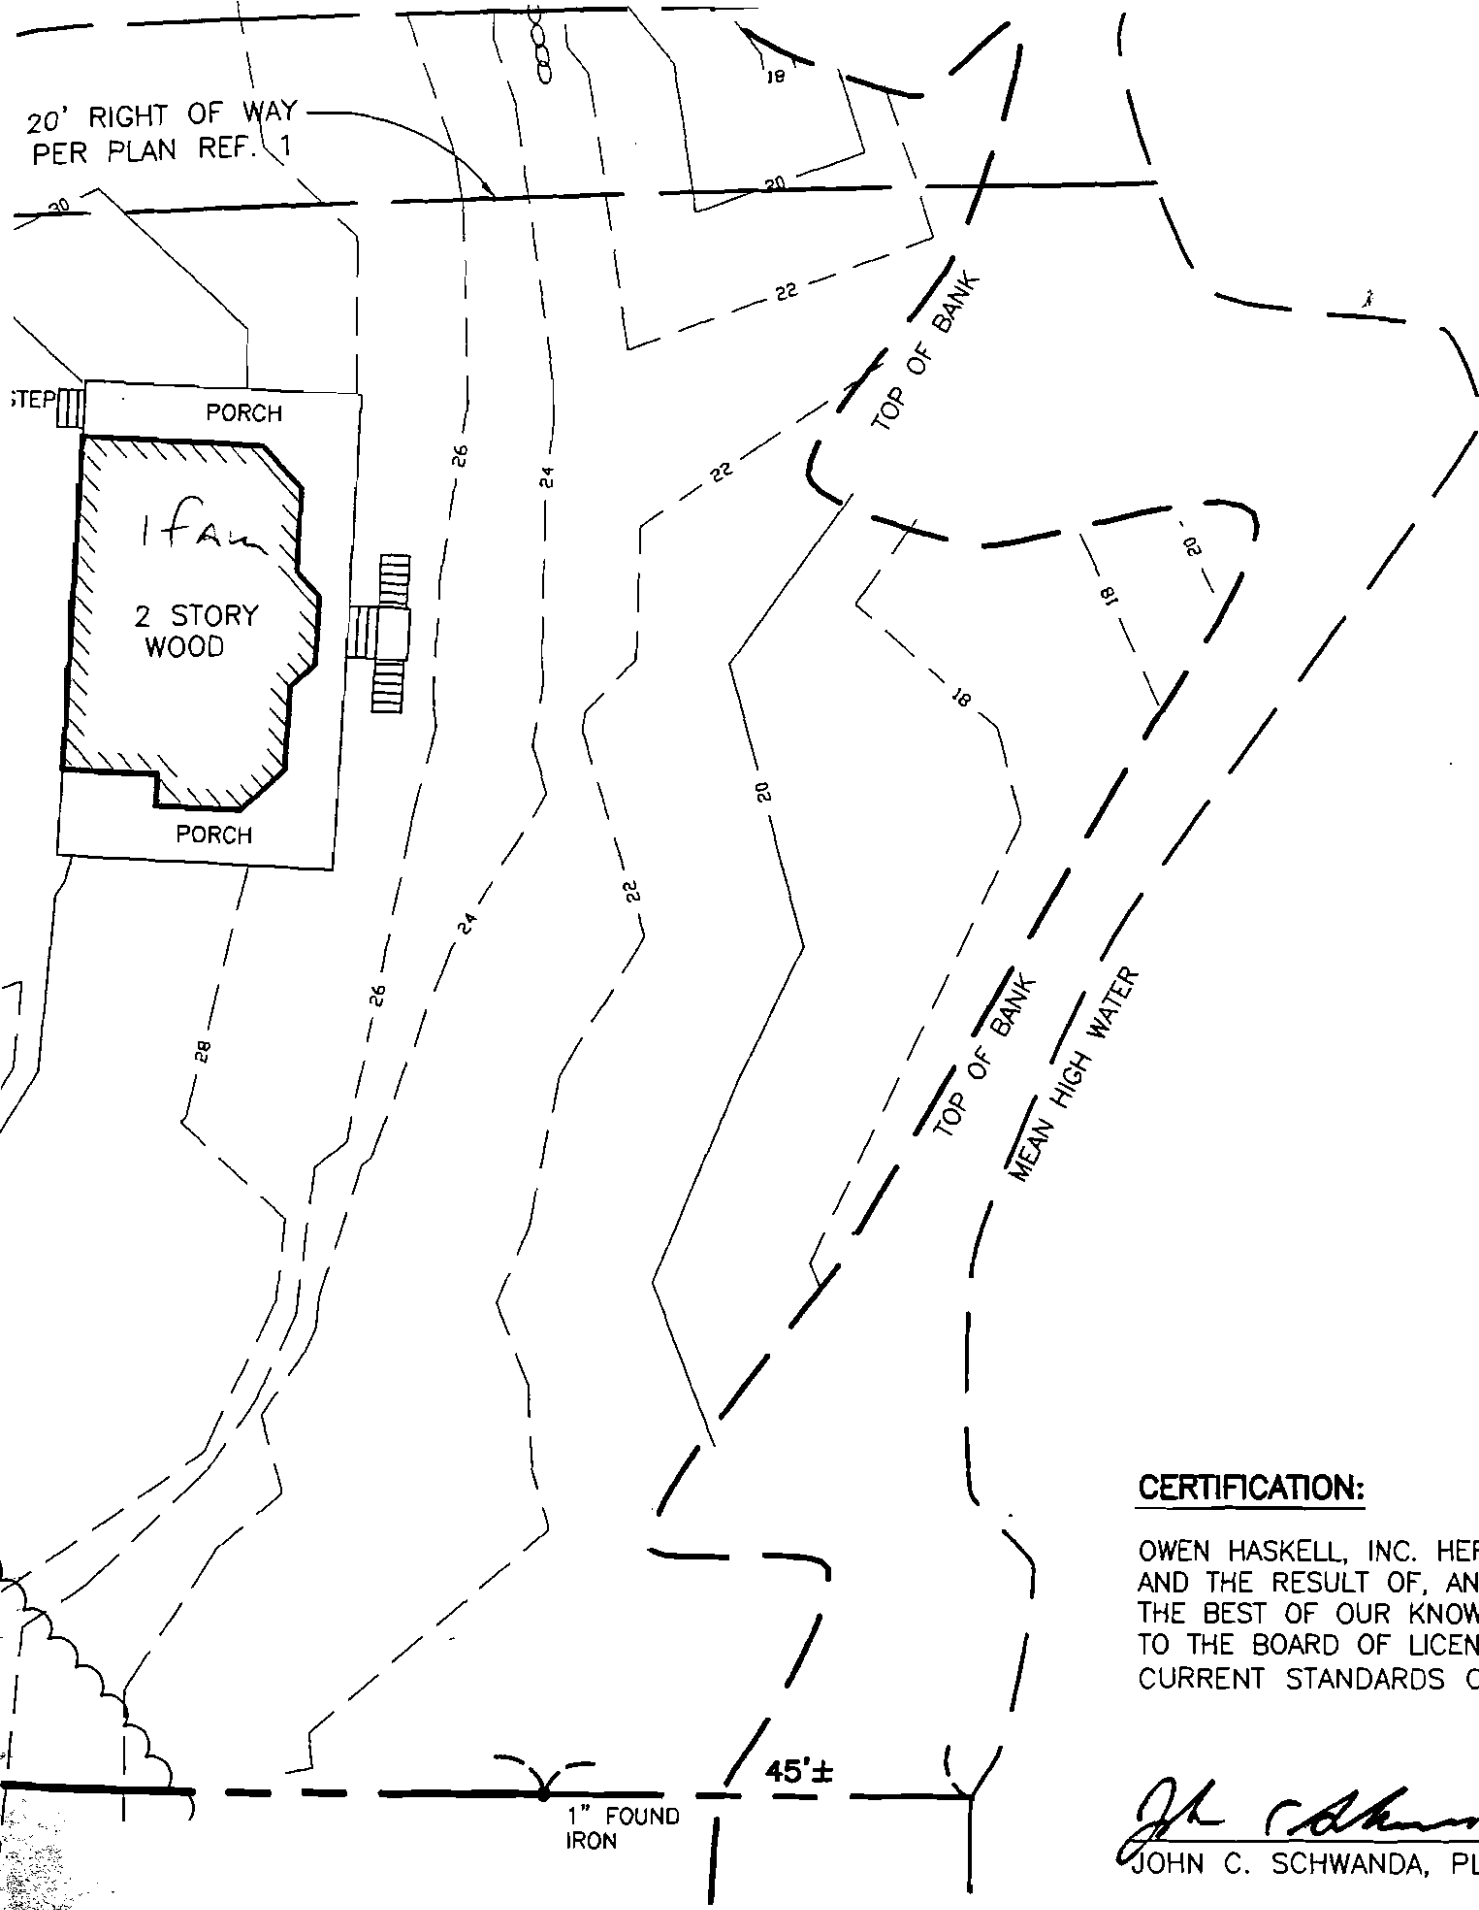 18
20' RIGHT OF WAY
PER PLAN REF. 1
30
20
22
TOP OF BANK
STEP
PORCH
26
24
22
1 fam
20
18
2 STORY
WOOD
18
20
PORCH
22
24
26
28
TOP OF BANK
MEAN HIGH WATER
CERTIFICATION:
OWEN HASKELL, INC. HER
AND THE RESULT OF, AN
THE BEST OF OUR KNOW
TO THE BOARD OF LICEN
CURRENT STANDARDS O
45'±
1" FOUND
IRON
JOHN C. SCHWANDA, PL